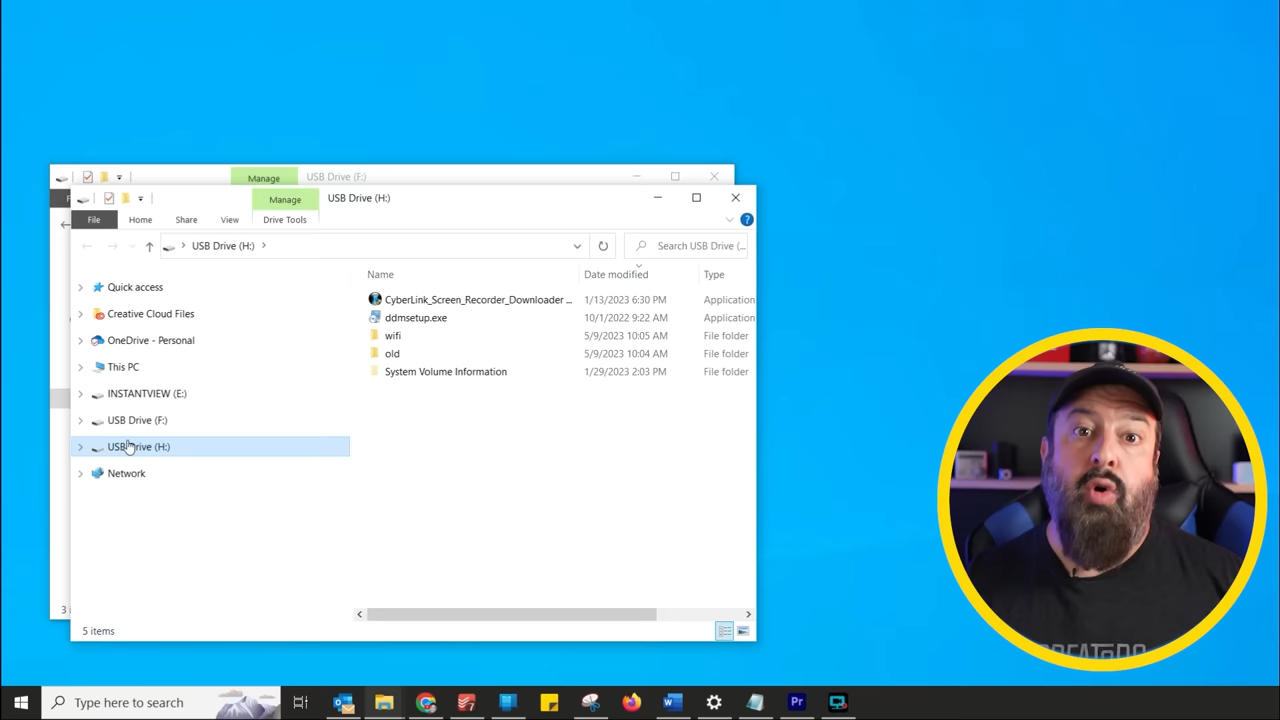 Manage
USB Drive (F:)
Manage
USB Drive (H:)
File
Home
Share
View
Drive Tools
USB Drive (H:)
Search USB Drive (...
Name
Date modified
Type
Quick access
Creative Cloud Files
OneDrive - Personal
This PC
INSTANTVIEW (E:)
USB Drive (F:)
USB Drive (H:)
Network
CyberLink_Screen_Recorder_Downloader ...
1/13/2023 6:30 PM
Application
ddmsetup.exe
10/1/2022 9:22 AM
Application
wifi
5/9/2023 10:05 AM
File folder
old
5/9/2023 10:04 AM
File folder
System Volume Information
1/29/2023 2:03 PM
File folder
3
5 items
Type here to search